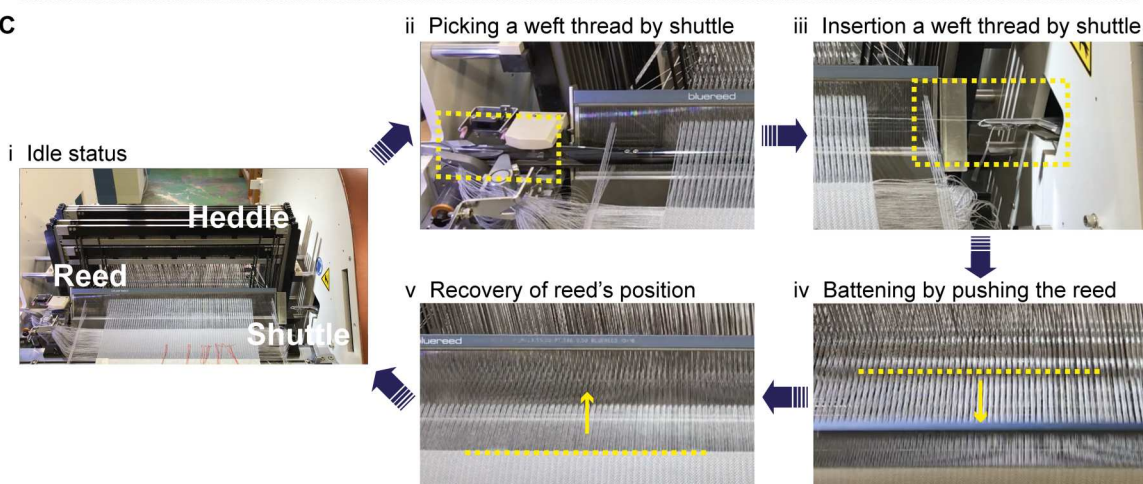 C
ii Picking a weft thread by shuttle
iii Insertion a weft thread by shuttle
bluereed
i Idle status
Heddle
Reed
Shuttle
v Recovery of reed's position
iv Battening by pushing the reed
luereed